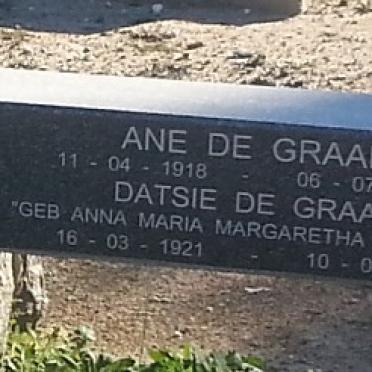 ANE DE GRAA
11 - 04 - 1918 - 06 - 07
DATSIE DE GRAA
"GEB ANNA MARIA MARGARETHA
16 - 03 - 1921 - 10 - 0